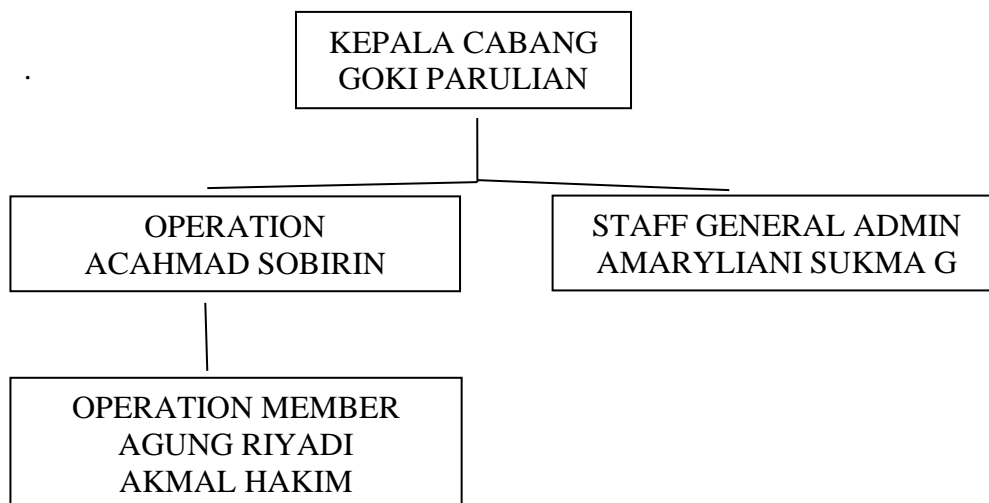 KEPALA CABANG
GOKI PARULIAN
.
OPERATION
ACAHMAD SOBIRIN
STAFF GENERAL ADMIN
AMARYLIANI SUKMA G
OPERATION MEMBER
AGUNG RIYADI
AKMAL HAKIM